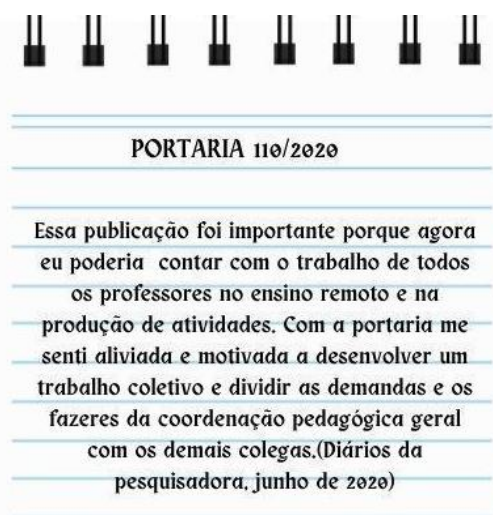 PORTARIA 110/2020
Essa publicação foi importante porque agora
eu poderia contar com o trabalho de todos
os professores no ensino remoto e na
produção de atividades. Com a portaria me
senti aliviada e motivada a desenvolver um
trabalho coletivo e dividir as demandas e os
fazeres da coordenação pedagógica geral
com os demais colegas.(Diários da
pesquisadora, junho de 2020)